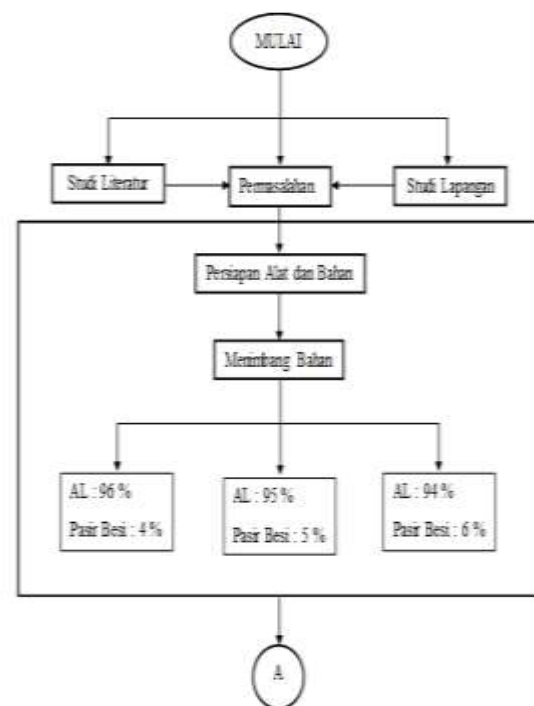 MULAI
Studi Literatur
Permasalahan
Studi Lapangan
Persiapan Alat dan Bahan
Menimbang Bahan
AL : 96 %
Pasir Besi : 4 %
AL : 95 %
Pasir Besi : 5 %
AL : 94 %
Pasir Besi : 6 %
A